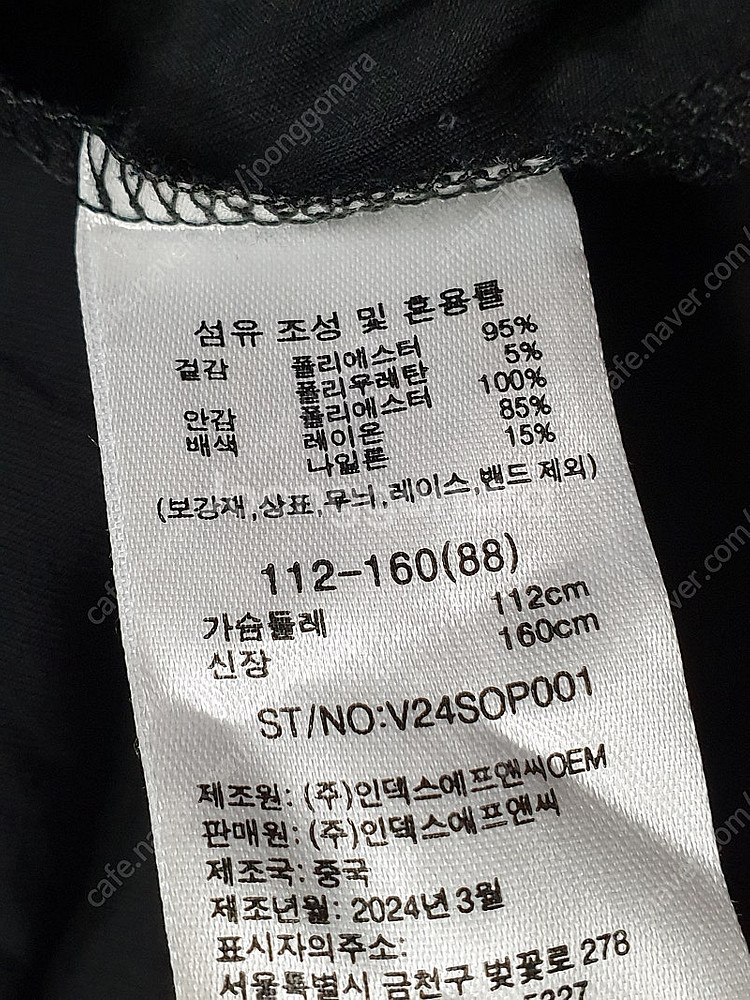 섬유 조성 및 혼용률
겉감 폴리에스터 95%
폴리우레탄 5%
안감 폴리에스터 100%
배색 레이온 85%
나일론 15%
(보강재,상표,무늬,레이스,밴드 제외)
112-160(88)
가슴둘레 112cm
신장 160cm
ST/NO:V24SOP001
제조원: (주)인덱스에프앤씨OEM
판매원: (주)인덱스에프앤씨
제조국: 중국
제조년월: 2024년 3월
표시자의주소:
서울특별시 금천구 벚꽃로 278